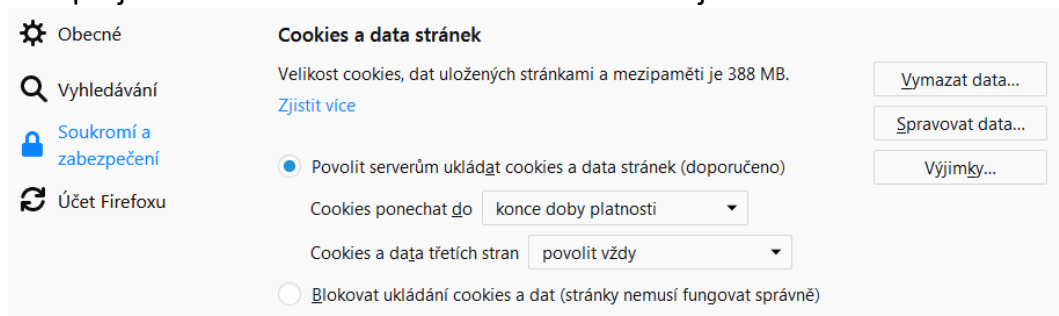 Obecné
Vyhledávání
Soukromí a
zabezpečení
Účet Firefoxu
Cookies a data stránek
Velikost cookies, dat uložených stránkami a mezipaměti je 388 MB.
Zjistit více
Vymazat data...
Spravovat data...
Výjimky...
Povolit serverům ukládat cookies a data stránek (doporučeno)
Cookies ponechat do konce doby platnosti
Cookies a data třetích stran povolit vždy
Blokovat ukládání cookies a dat (stránky nemusí fungovat správně)